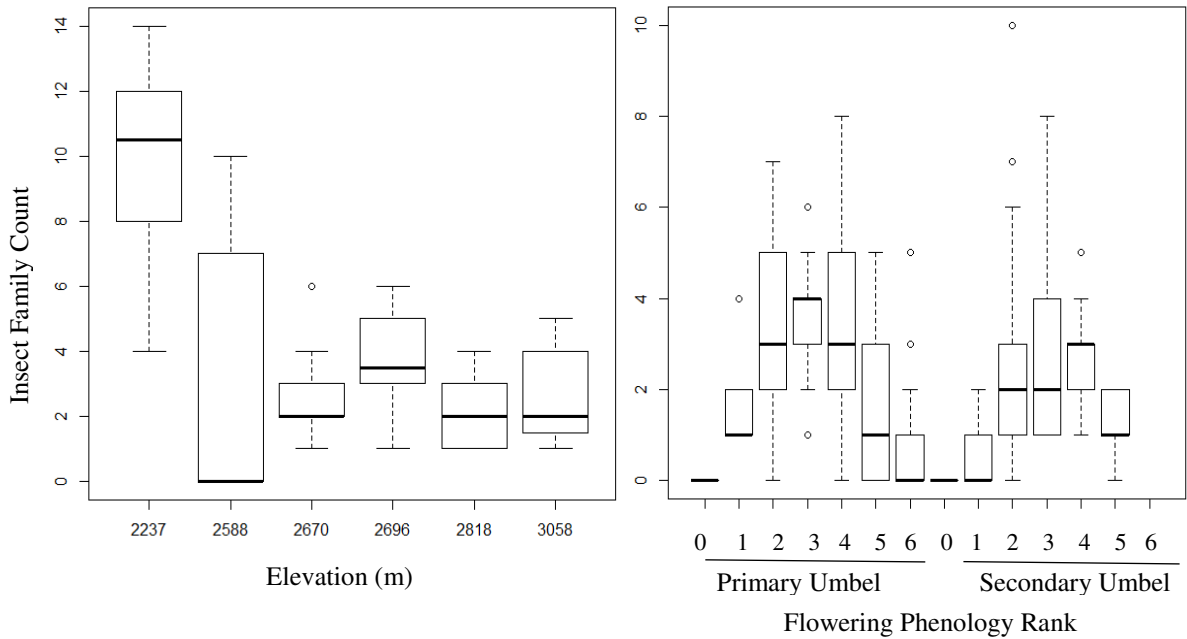 Insect Family Count
14
12
10
8
6
4
2
0
2237 2588 2670 2696 2818 3058
Elevation (m)
10
8
6
4
2
0
0 1 2 3 4 5 6 0 1 2 3 4 5 6
Primary Umbel Secondary Umbel
Flowering Phenology Rank